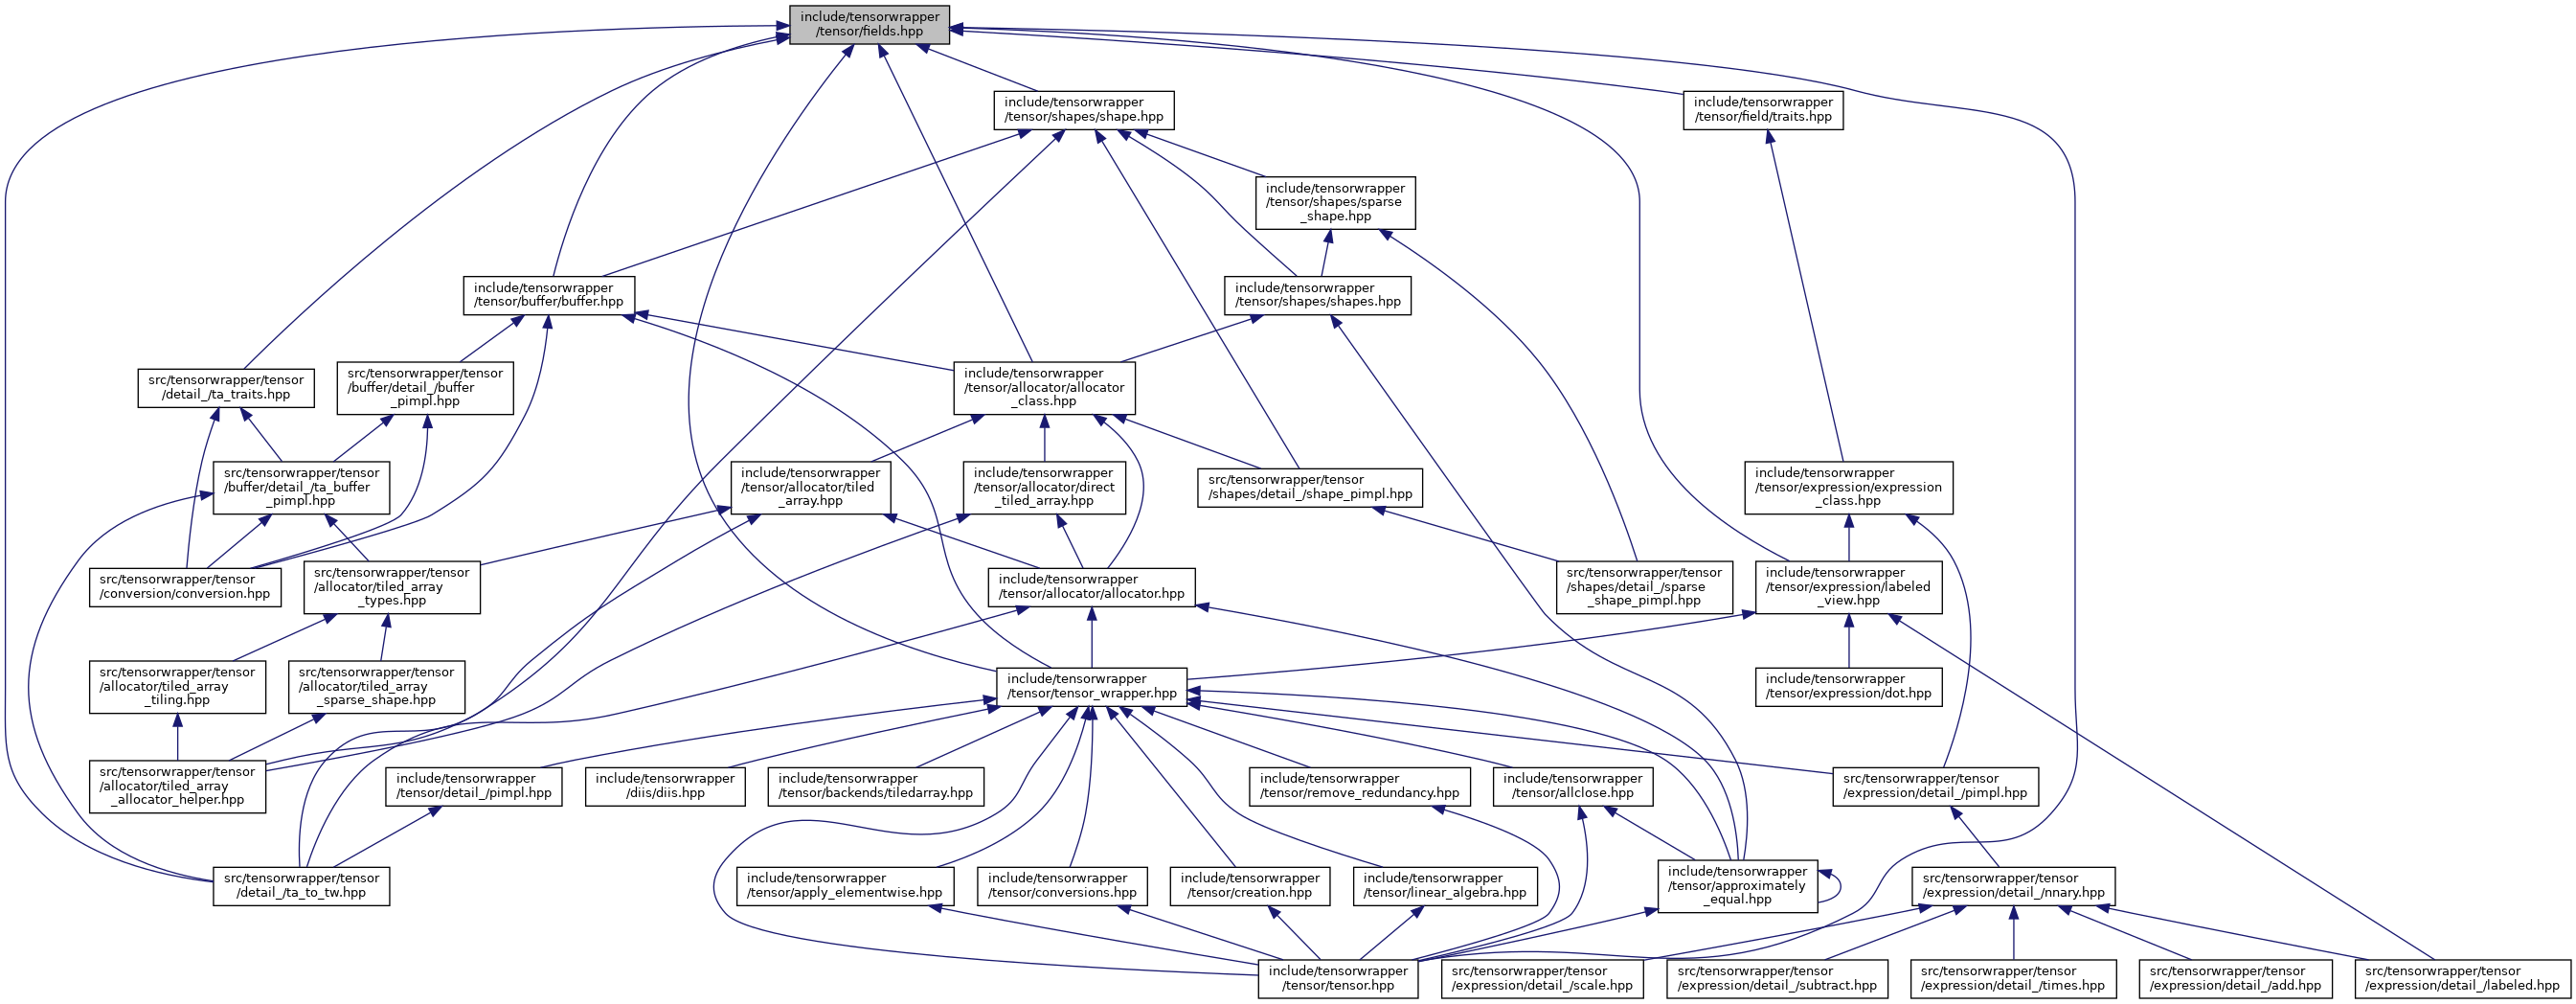 include/tensorwrapper
/tensor/fields.hpp
include/tensorwrapper
/tensor/shapes/shape.hpp
include/tensorwrapper
/tensor/field/traits.hpp
include/tensorwrapper
/tensor/shapes/sparse
_shape.hpp
include/tensorwrapper
/tensor/buffer/buffer.hpp
include/tensorwrapper
/tensor/shapes/shapes.hpp
src/tensorwrapper/tensor
/detail_/ta_traits.hpp
src/tensorwrapper/tensor
/buffer/detail_/buffer
_pimpl.hpp
include/tensorwrapper
/tensor/allocator/allocator
_class.hpp
src/tensorwrapper/tensor
/buffer/detail_/ta_buffer
_pimpl.hpp
include/tensorwrapper
/tensor/allocator/tiled
_array.hpp
include/tensorwrapper
/tensor/allocator/direct
_tiled_array.hpp
src/tensorwrapper/tensor
/shapes/detail_/shape_pimpl.hpp
include/tensorwrapper
/tensor/expression/expression
_class.hpp
src/tensorwrapper/tensor
/conversion/conversion.hpp
src/tensorwrapper/tensor
/allocator/tiled_array
_types.hpp
include/tensorwrapper
/tensor/allocator/allocator.hpp
src/tensorwrapper/tensor
/shapes/detail_/sparse
_shape_pimpl.hpp
include/tensorwrapper
/tensor/expression/labeled
_view.hpp
src/tensorwrapper/tensor
/allocator/tiled_array
_tiling.hpp
src/tensorwrapper/tensor
/allocator/tiled_array
_sparse_shape.hpp
include/tensorwrapper
/tensor/tensor_wrapper.hpp
include/tensorwrapper
/tensor/expression/dot.hpp
src/tensorwrapper/tensor
/allocator/tiled_array
_allocator_helper.hpp
include/tensorwrapper
/tensor/detail_/pimpl.hpp
include/tensorwrapper
/diis/diis.hpp
include/tensorwrapper
/tensor/backends/tiledarray.hpp
include/tensorwrapper
/tensor/remove_redundancy.hpp
include/tensorwrapper
/tensor/allclose.hpp
src/tensorwrapper/tensor
/expression/detail_/pimpl.hpp
src/tensorwrapper/tensor
/detail_/ta_to_tw.hpp
include/tensorwrapper
/tensor/apply_elementwise.hpp
include/tensorwrapper
/tensor/conversions.hpp
include/tensorwrapper
/tensor/creation.hpp
include/tensorwrapper
/tensor/linear_algebra.hpp
include/tensorwrapper
/tensor/approximately
_equal.hpp
src/tensorwrapper/tensor
/expression/detail_/nnary.hpp
include/tensorwrapper
/tensor/tensor.hpp
src/tensorwrapper/tensor
/expression/detail_/scale.hpp
src/tensorwrapper/tensor
/expression/detail_/subtract.hpp
src/tensorwrapper/tensor
/expression/detail_/times.hpp
src/tensorwrapper/tensor
/expression/detail_/add.hpp
src/tensorwrapper/tensor
/expression/detail_/labeled.hpp